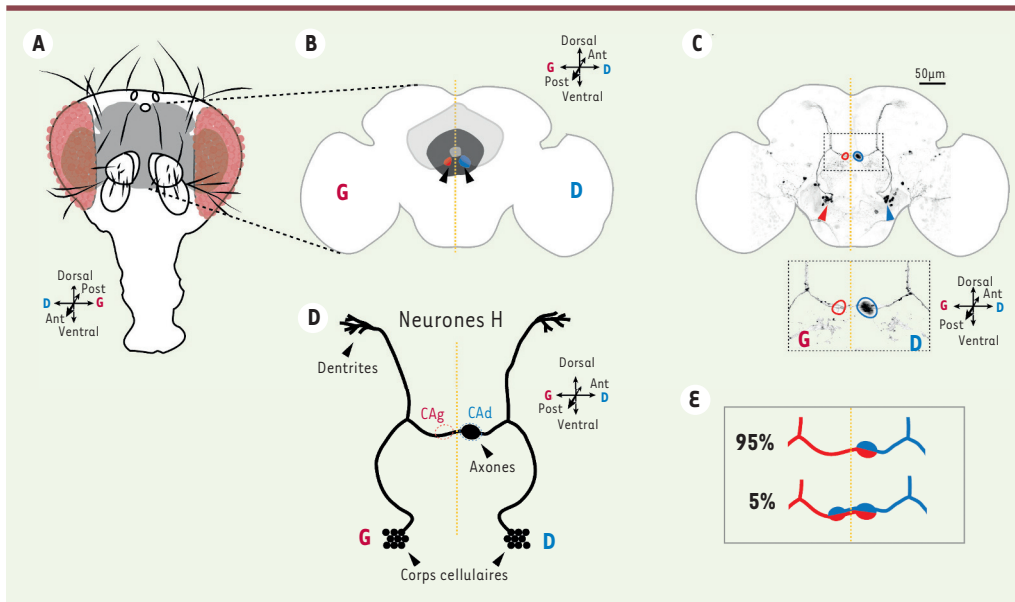 A
Dorsal
Post
D
G
Ant
Ventral
B
Dorsal
Ant
G
D
Post
Ventral
G
D
C
50µm
G
D
Dorsal
Ant
G
D
Post
Ventral
D
Neurones H
Dentrites
CAg
CAd
Axones
Dorsal
Ant
G
D
Post
Ventral
G
D
Corps cellulaires
E
95%
5%